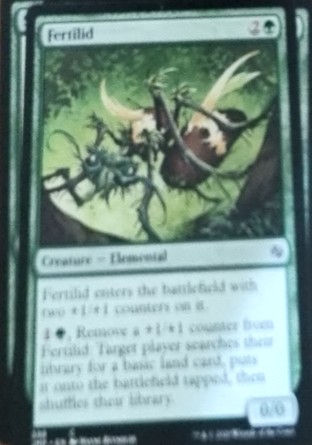 Fertilid 2
Creature — Elemental
Fertilid enters the battlefield with
two +1/+1 counters on it.
Remove a +1/+1 counter from
Fertilid: Target player searches their
library for a basic land card, puts
it onto the battlefield tapped, then
shuffles their library.
0/0